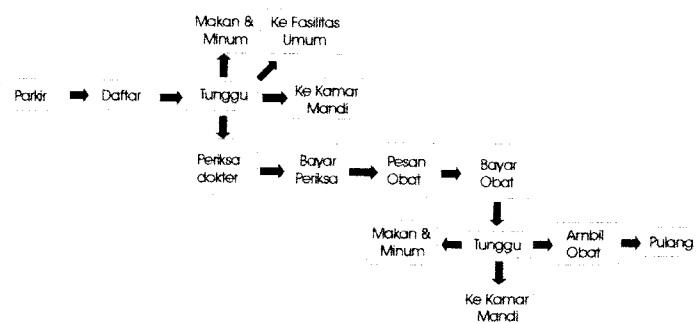 Makan &
Minum
Ke Fasilitas
Umum
Parkir
Daftar
Tunggu
Ke Kamar
Mandi
Periksa
dokter
Bayar
Periksa
Pesan
Obat
Bayar
Obat
Makan &
Minum
Tunggu
Ambil
Obat
Pulang
Ke Kamar
Mandi